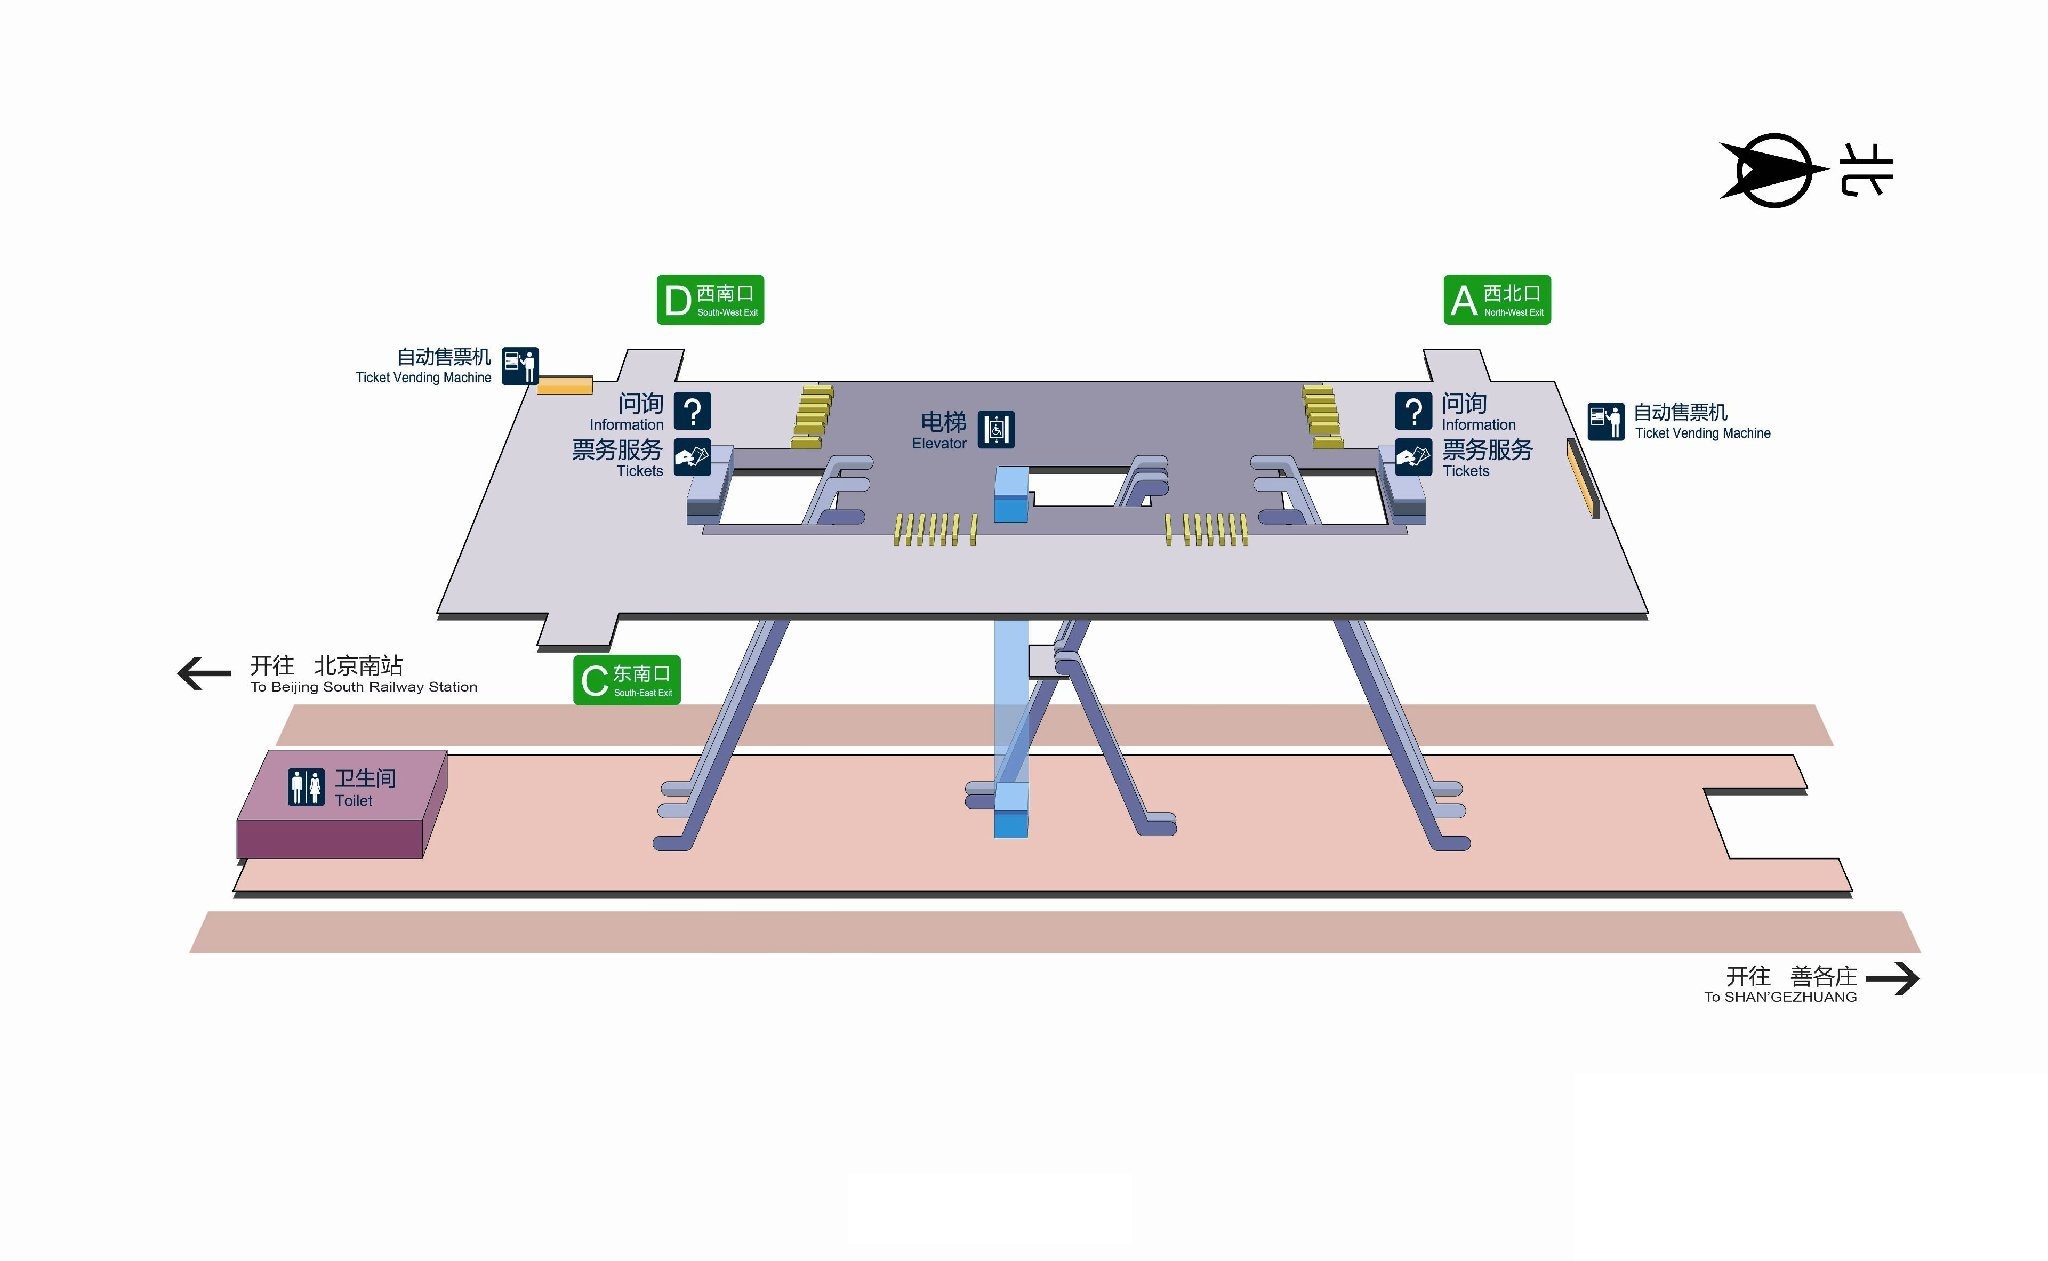 北
D 西南口
South-West Exit
A 西北口
North-West Exit
自动售票机
Ticket Vending Machine
问询
Information
票务服务
Tickets
电梯
Elevator
问询
Information
票务服务
Tickets
自动售票机
Ticket Vending Machine
开往 北京南站
To Beijing South Railway Station
C 东南口
South-East Exit
卫生间
Toilet
开往 善各庄
To SHAN'GEZHUANG